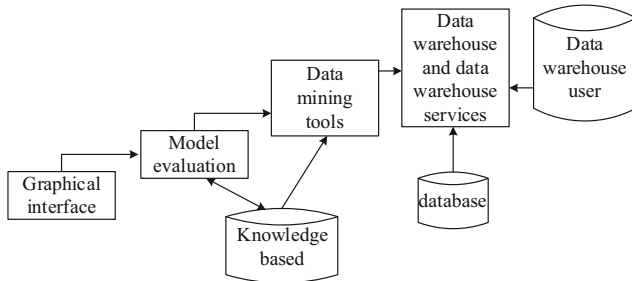 Graphical
interface
Model
evaluation
Knowledge
based
Data
mining
tools
Data
warehouse
and data
warehouse
services
database
Data
warehouse
user